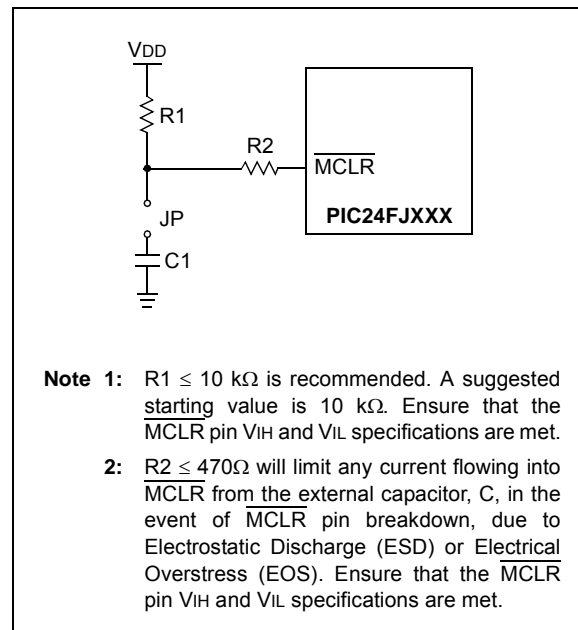 VDD
R1
R2
MCLR
JP
PIC24FJXXX
C1
Note 1: R1 ≤ 10 kΩ is recommended. A suggested
starting value is 10 kΩ. Ensure that the
MCLR pin VIH and VIL specifications are met.
2: R2 ≤ 470Ω will limit any current flowing into
MCLR from the external capacitor, C, in the
event of MCLR pin breakdown, due to
Electrostatic Discharge (ESD) or Electrical
Overstress (EOS). Ensure that the MCLR
pin VIH and VIL specifications are met.